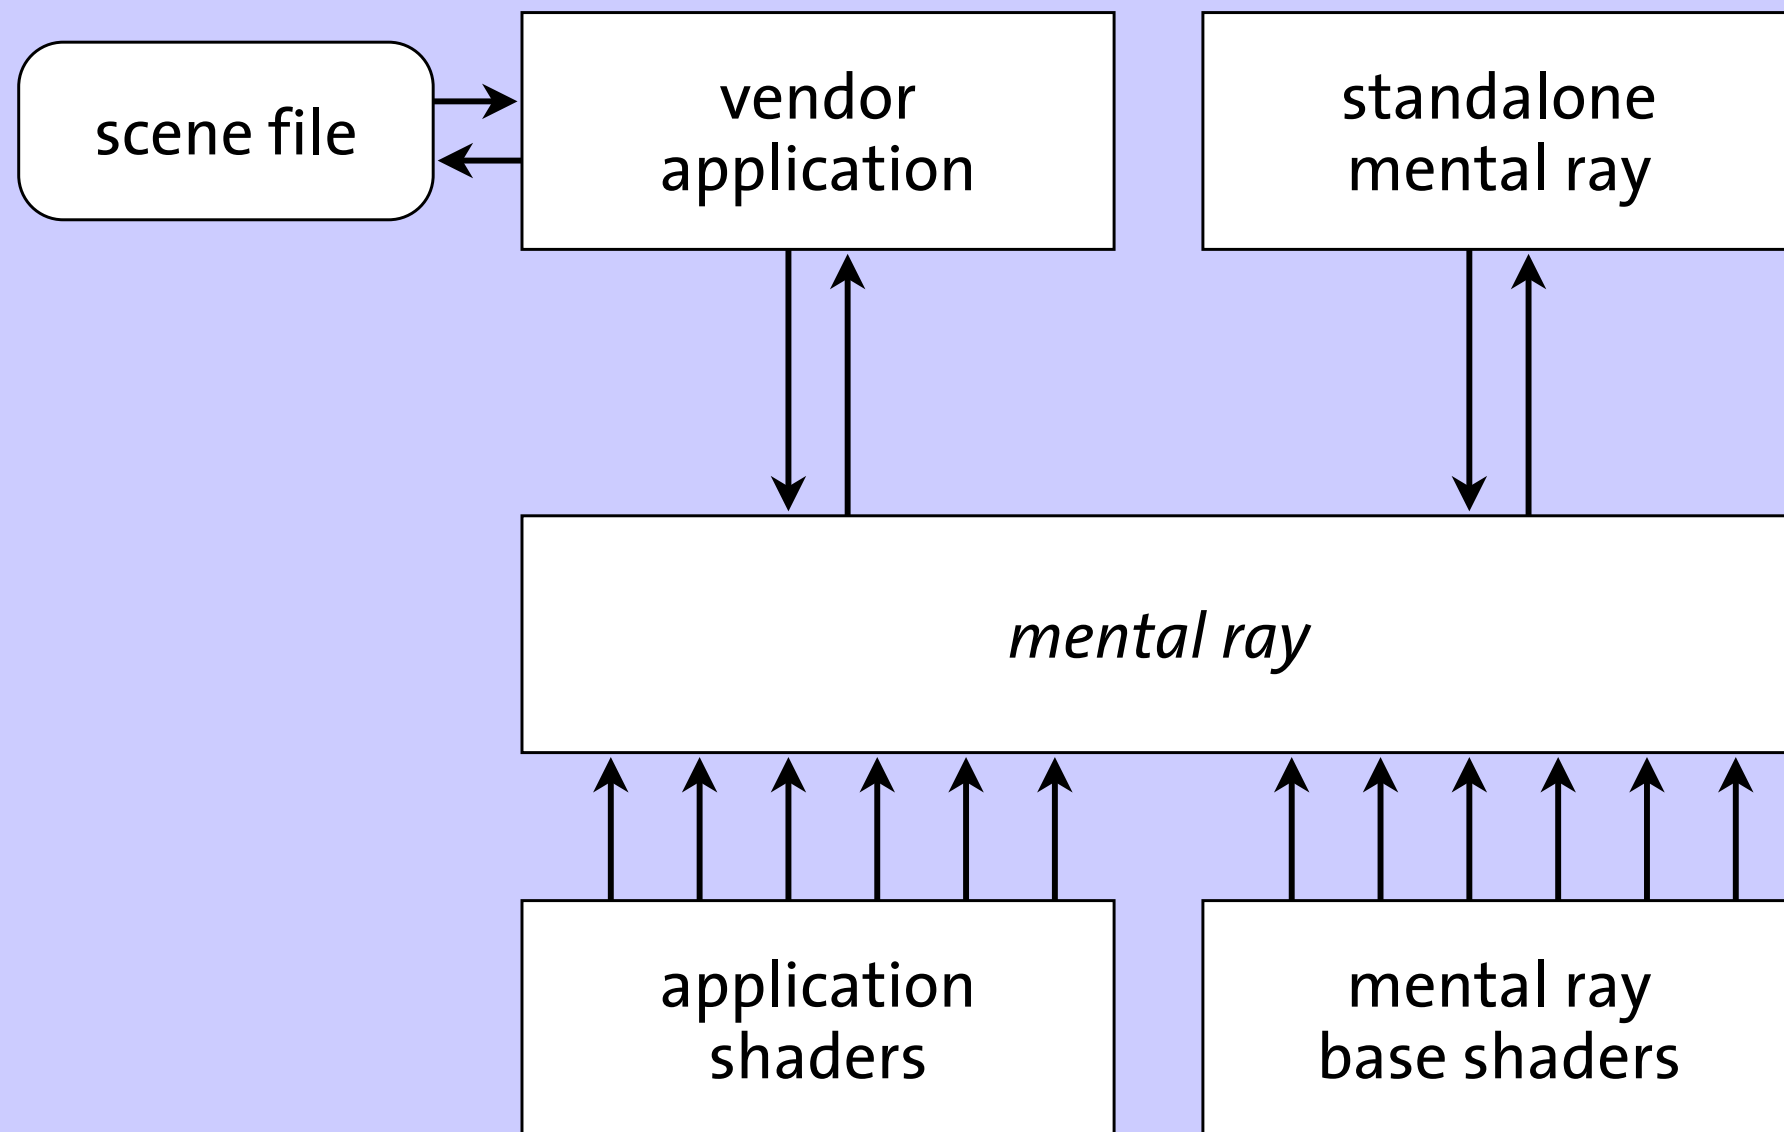 scene file
vendor
application
standalone
mental ray
mental ray
application
shaders
mental ray
base shaders